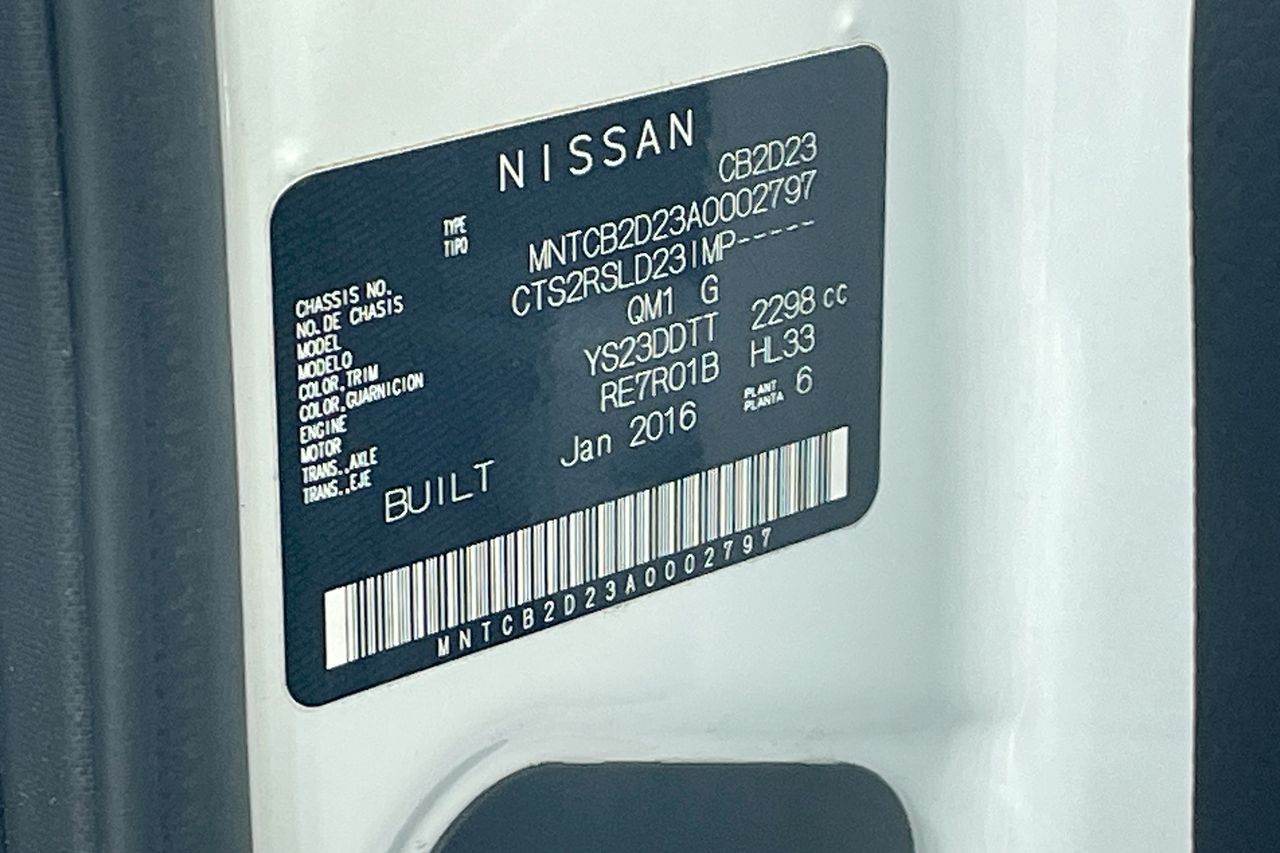 NISSAN
TYPE
TIPO
CB2D23
CHASSIS NO.
NO. DE CHASIS
MNTCB2D23A0002797
MODEL
MODELO
CTS2RSLD23IMP-----
COLOR,TRIM
COLOR,GUARNICION
QM1 G
ENGINE
MOTOR
YS23DDTT 2298 cc
TRANS.,AXLE
TRANS.,EJE
RE7R01B HL33
BUILT Jan 2016
PLANT
PLANTA
6
MNTCB2D23A0002797